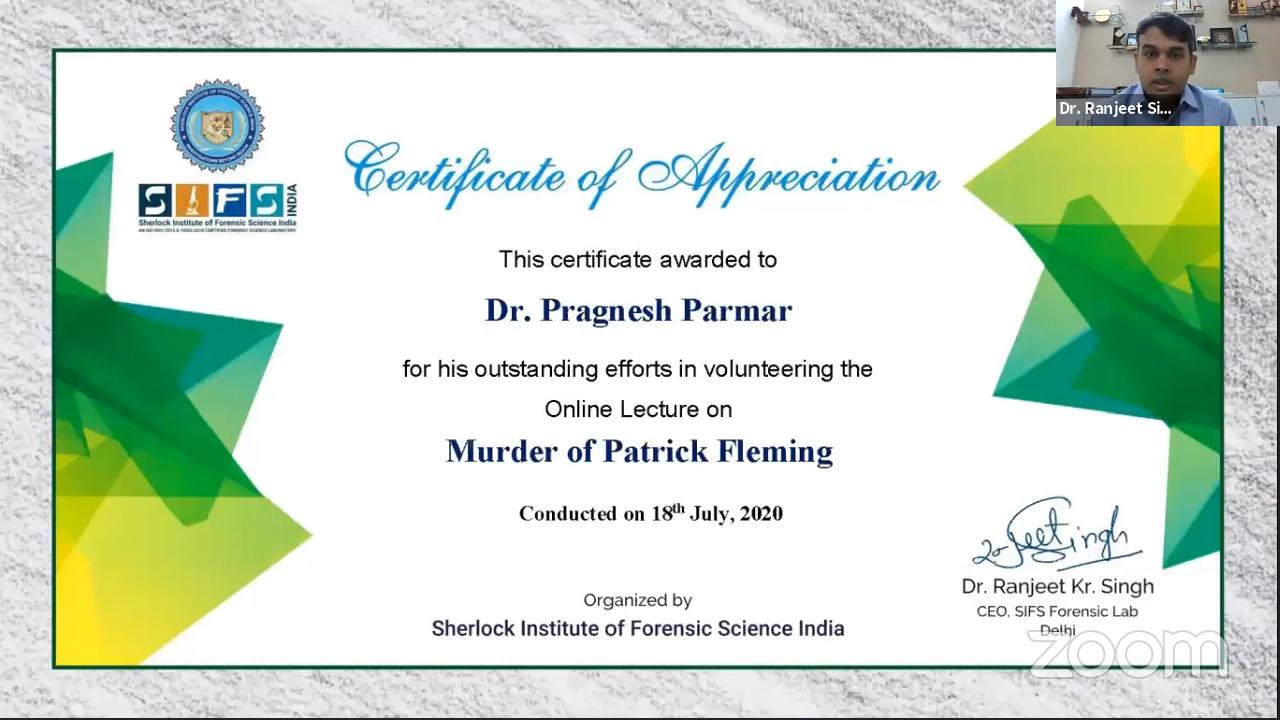 Dr. Ranjeet Si...
SIFS INDIA
Sherlock Institute of Forensic Science India
Certificate of Appreciation
This certificate awarded to
Dr. Pragnesh Parmar
for his outstanding efforts in volunteering the
Online Lecture on
Murder of Patrick Fleming
Conducted on 18th July, 2020
Organized by
Sherlock Institute of Forensic Science India
Dr. Ranjeet Kr. Singh
CEO, SIFS Forensic Lab
Delhi
zoom